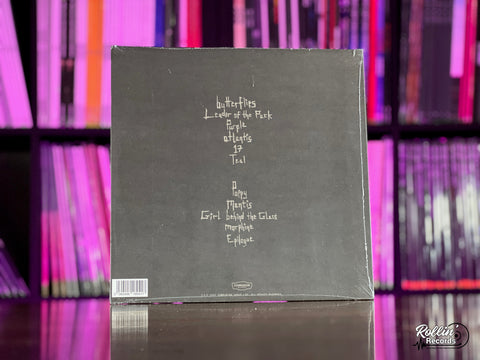 butterflies
Leader of the Pack
Purple
atlantis
17
Teal
Poppy
Mantis
Girl behind the Glass
morphine
Epilogue
Rollin'
Records